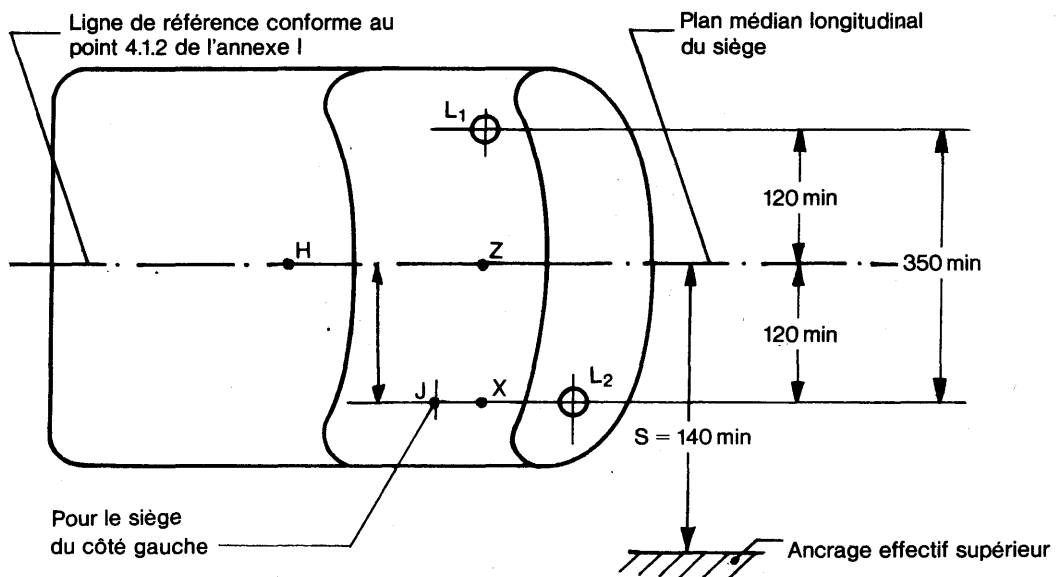 Ligne de référence conforme au
point 4.1.2 de l'annexe I
Plan médian longitudinal
du siège
L1
120 min
H
Z
350 min
120 min
J
X
L2
S = 140 min
Pour le siège
du côté gauche
Ancrage effectif supérieur